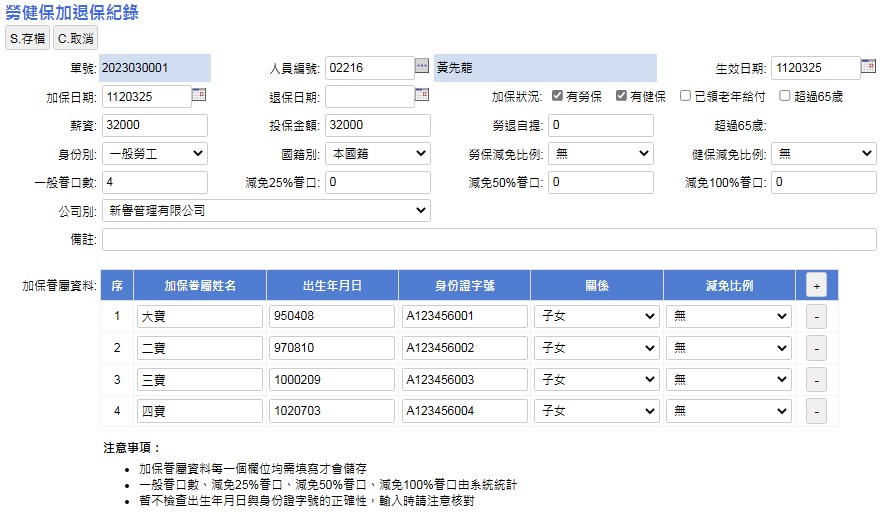 勞健保加退保紀錄
S.存檔 C.取消
單號: 2023030001 人員編號: 02216 ... 黃先龍 生效日期: 1120325
加保日期: 1120325 退保日期: 加保狀況: 有勞保 有健保 已領老年給付 超過65歲
薪資: 32000 投保金額: 32000 勞退自提: 0 超過65歲:
身份別: 一般勞工 國籍別: 本國籍 勞保減免比例: 無 健保減免比例: 無
一般眷口數: 4 減免25%眷口: 0 減免50%眷口: 0 減免100%眷口: 0
公司別: 新譽管理有限公司
備註:
加保眷屬資料: 序 加保眷屬姓名 出生年月日 身份證字號 關係 減免比例 +
1 大寶 950408 A123456001 子女 無 -
2 二寶 970810 A123456002 子女 無 -
3 三寶 1000209 A123456003 子女 無 -
4 四寶 1020703 A123456004 子女 無 -
注意事項：
• 加保眷屬資料每一個欄位均需填寫才會儲存
• 一般眷口數、減免25%眷口、減免50%眷口、減免100%眷口由系統統計
• 暫不檢查出生年月日與身份證字號的正確性，輸入時請注意核對